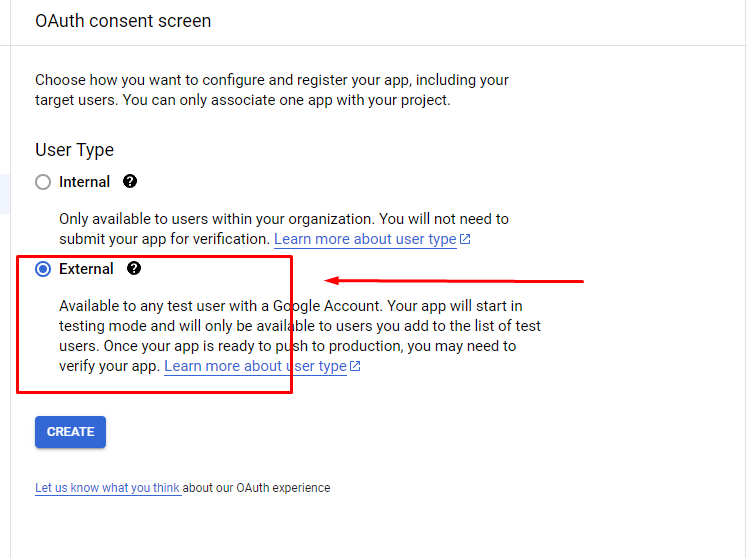 OAuth consent screen
Choose how you want to configure and register your app, including your
target users. You can only associate one app with your project.
User Type
Internal ?
Only available to users within your organization. You will not need to
submit your app for verification. Learn more about user type
External ?
Available to any test user with a Google Account. Your app will start in
testing mode and will only be available to users you add to the list of test
users. Once your app is ready to push to production, you may need to
verify your app. Learn more about user type
CREATE
Let us know what you think about our OAuth experience